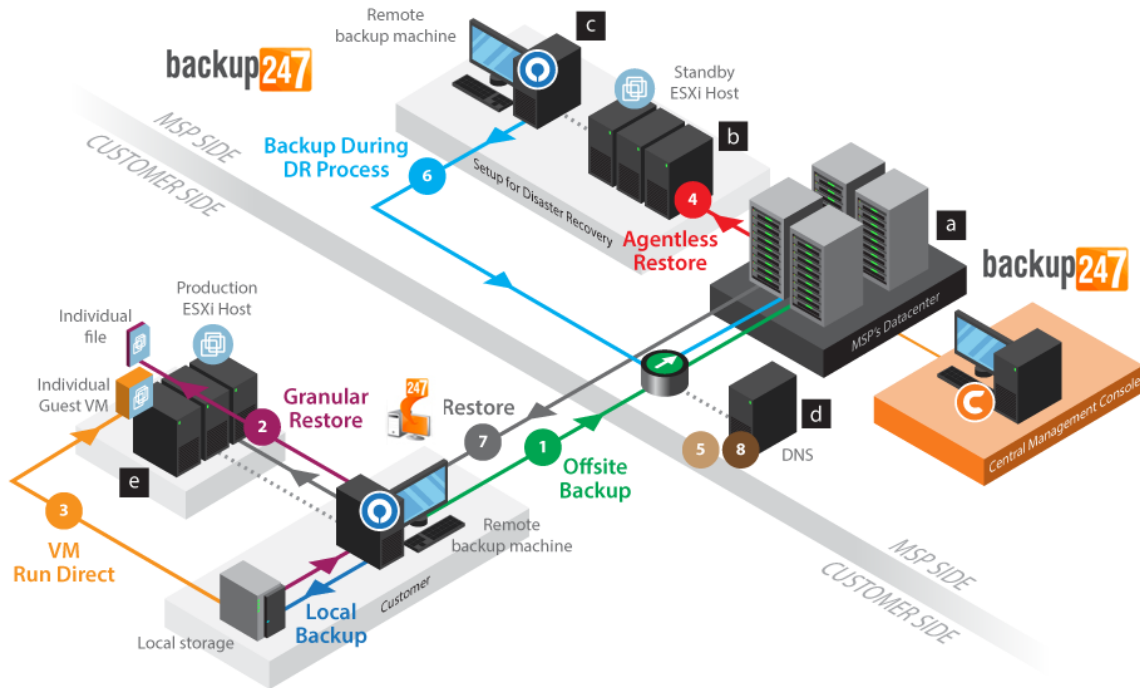 Remote
backup machine
c
backup247
Standby
ESXi Host
MSP SIDE
CUSTOMER SIDE
b
Backup During
DR Process
6
Setup for Disaster Recovery
4
Agentless
Restore
a
backup247
MSP's Datacenter
Production
ESXi Host
Individual
file
Individual
Guest VM
Granular
Restore
2
247
Restore
7
1
Offsite
Backup
5
8
d
DNS
C
Central Management Console
e
3
VM
Run Direct
Remote
backup machine
Customer
Local
Backup
Local storage
MSP SIDE
CUSTOMER SIDE